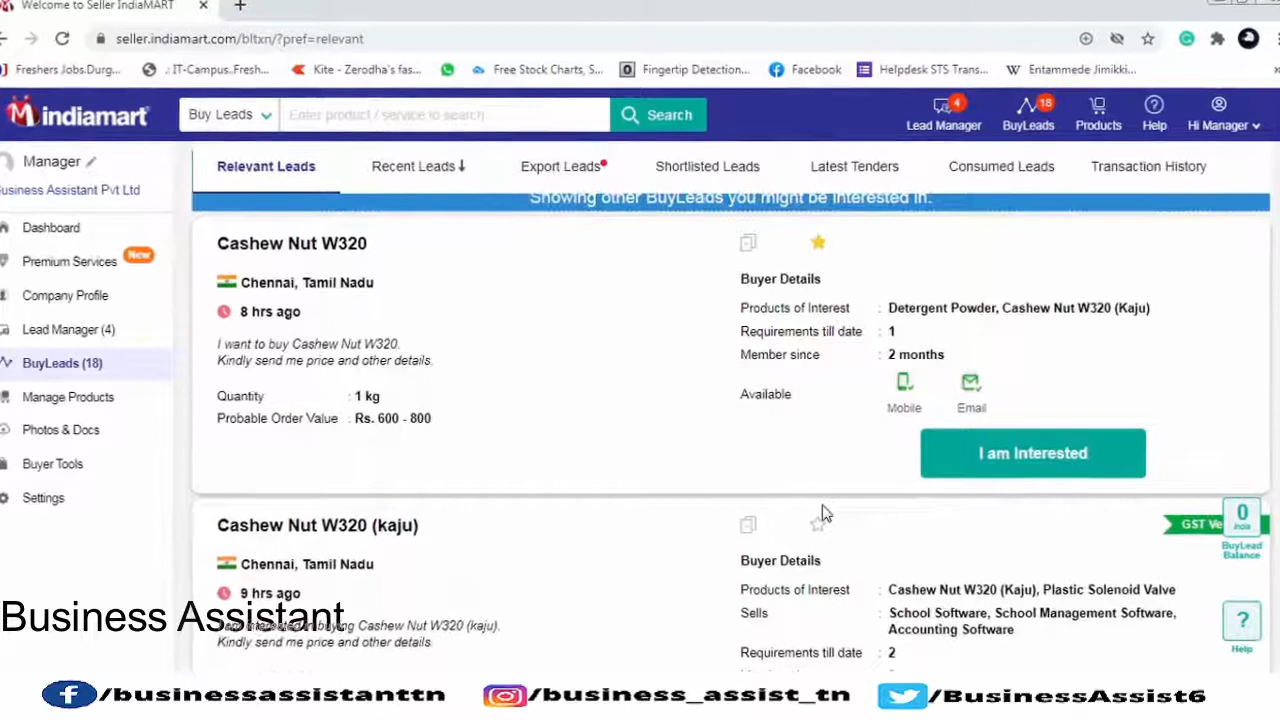 Welcome to Seller IndiaMART
seller.indiamart.com/bltxn/?pref=relevant
Freshers Jobs.Durg... .: IT-Campus..Fresh... Kite - Zerodha's fas... Free Stock Charts, S... Fingertip Detection... Facebook Helpdesk STS Trans... Entammede Jimikki...
indiamart Buy Leads Enter product / service to search Search 4 Lead Manager 18 BuyLeads Products Help Hi Manager
Manager
Business Assistant Pvt Ltd
Dashboard
Premium Services New
Company Profile
Lead Manager (4)
BuyLeads (18)
Manage Products
Photos & Docs
Buyer Tools
Settings
Relevant Leads Recent Leads Export Leads Shortlisted Leads Latest Tenders Consumed Leads Transaction History
Showing other BuyLeads you might be interested in.
Cashew Nut W320
Chennai, Tamil Nadu
8 hrs ago
I want to buy Cashew Nut W320.
Kindly send me price and other details.
Quantity : 1 kg
Probable Order Value : Rs. 600 - 800
Buyer Details
Products of Interest : Detergent Powder, Cashew Nut W320 (Kaju)
Requirements till date : 1
Member since : 2 months
Available Mobile Email
I am Interested
Cashew Nut W320 (kaju)
Chennai, Tamil Nadu
9 hrs ago
I am interested in buying Cashew Nut W320 (kaju).
Kindly send me price and other details
Buyer Details
Products of Interest : Cashew Nut W320 (Kaju), Plastic Solenoid Valve
Sells : School Software, School Management Software,
Accounting Software
Requirements till date : 2
GST
0
India
BuyLead
Balance
?
Help
Business Assistant
/businessassistanttn /business_assist_tn /BusinessAssist6